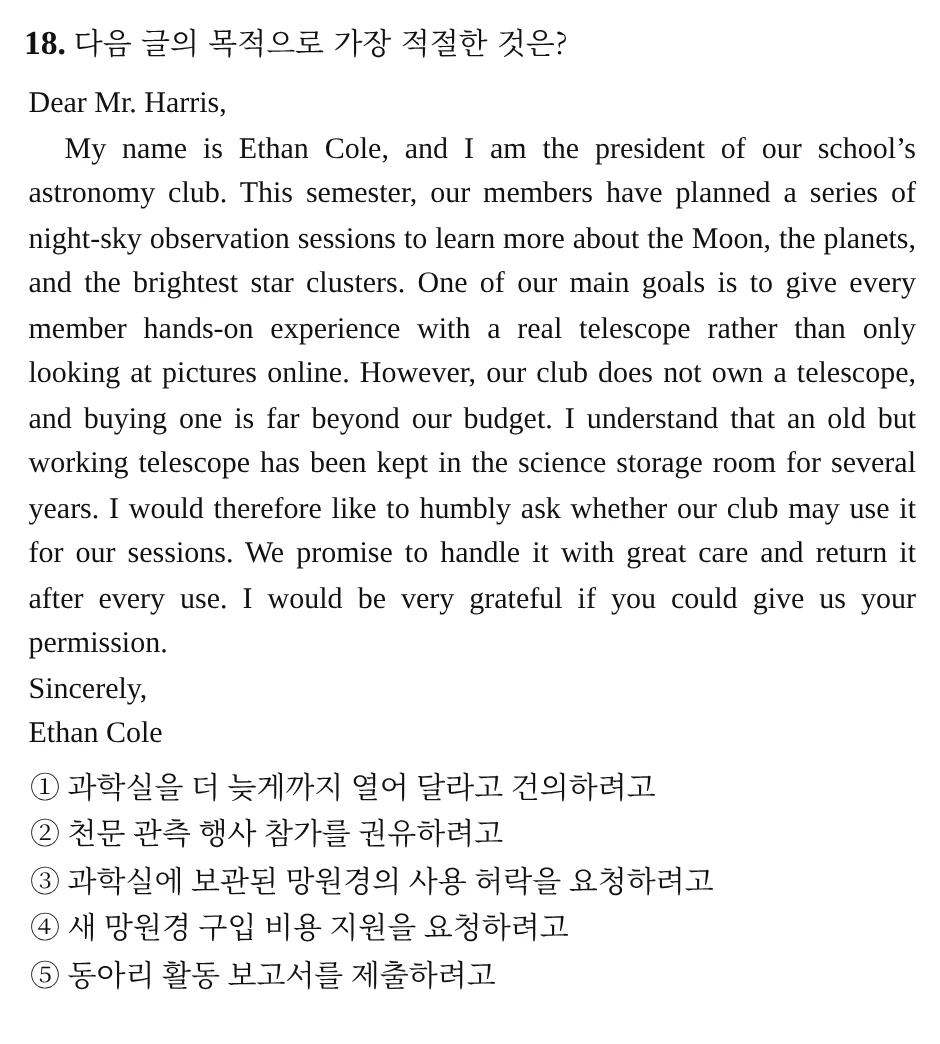 18. 다음 글의 목적으로 가장 적절한 것은?
Dear Mr. Harris,
My name is Ethan Cole, and I am the president of our school’s
astronomy club. This semester, our members have planned a series of
night-sky observation sessions to learn more about the Moon, the planets,
and the brightest star clusters. One of our main goals is to give every
member hands-on experience with a real telescope rather than only
looking at pictures online. However, our club does not own a telescope,
and buying one is far beyond our budget. I understand that an old but
working telescope has been kept in the science storage room for several
years. I would therefore like to humbly ask whether our club may use it
for our sessions. We promise to handle it with great care and return it
after every use. I would be very grateful if you could give us your
permission.
Sincerely,
Ethan Cole
① 과학실을 더 늦게까지 열어 달라고 건의하려고
② 천문 관측 행사 참가를 권유하려고
③ 과학실에 보관된 망원경의 사용 허락을 요청하려고
④ 새 망원경 구입 비용 지원을 요청하려고
⑤ 동아리 활동 보고서를 제출하려고